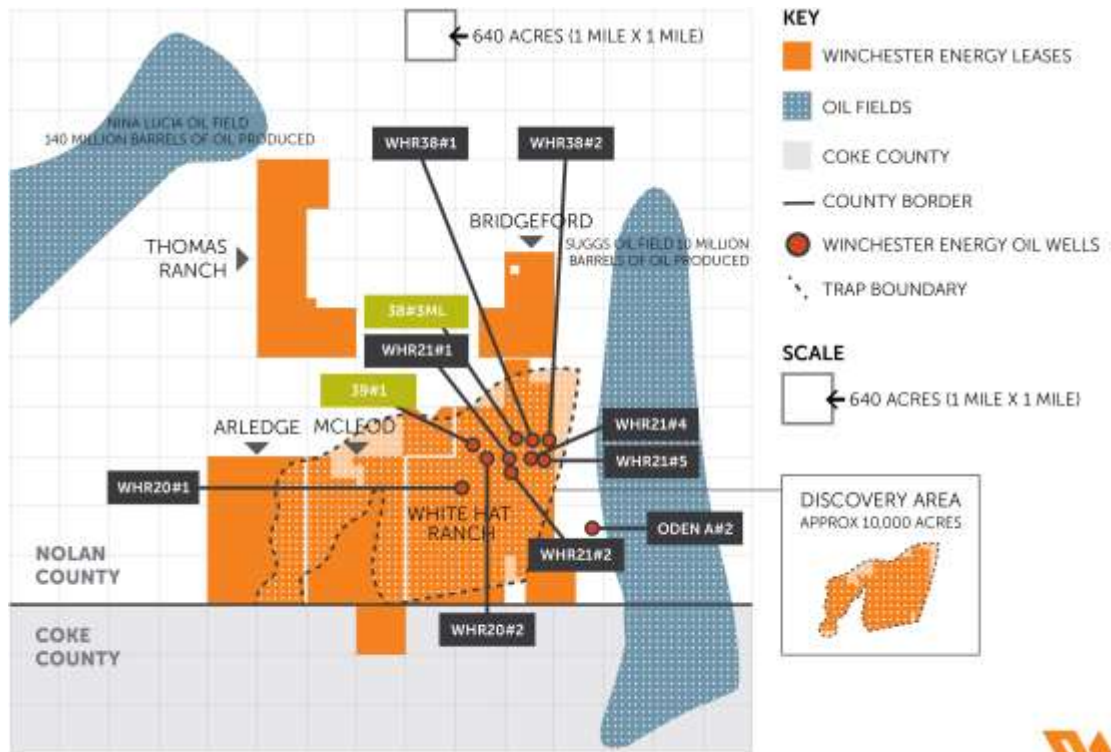 640 ACRES (1 MILE X 1 MILE)
NINA LUCIA OIL FIELD
140 MILLION BARRELS OF OIL PRODUCED
WHR38#1
WHR38#2
BRIDGEFORD
SUGGS OIL FIELD 10 MILLION
BARRELS OF OIL PRODUCED
THOMAS
RANCH
38#3ML
WHR21#1
39#1
ARLEDGE
MCLEOD
WHR21#4
WHR21#5
WHR20#1
WHITE HAT
RANCH
ODEN A#2
WHR21#2
NOLAN
COUNTY
WHR20#2
COKE
COUNTY
KEY
WINCHESTER ENERGY LEASES
OIL FIELDS
COKE COUNTY
COUNTY BORDER
WINCHESTER ENERGY OIL WELLS
TRAP BOUNDARY
SCALE
640 ACRES (1 MILE X 1 MILE)
DISCOVERY AREA
APPROX 10,000 ACRES